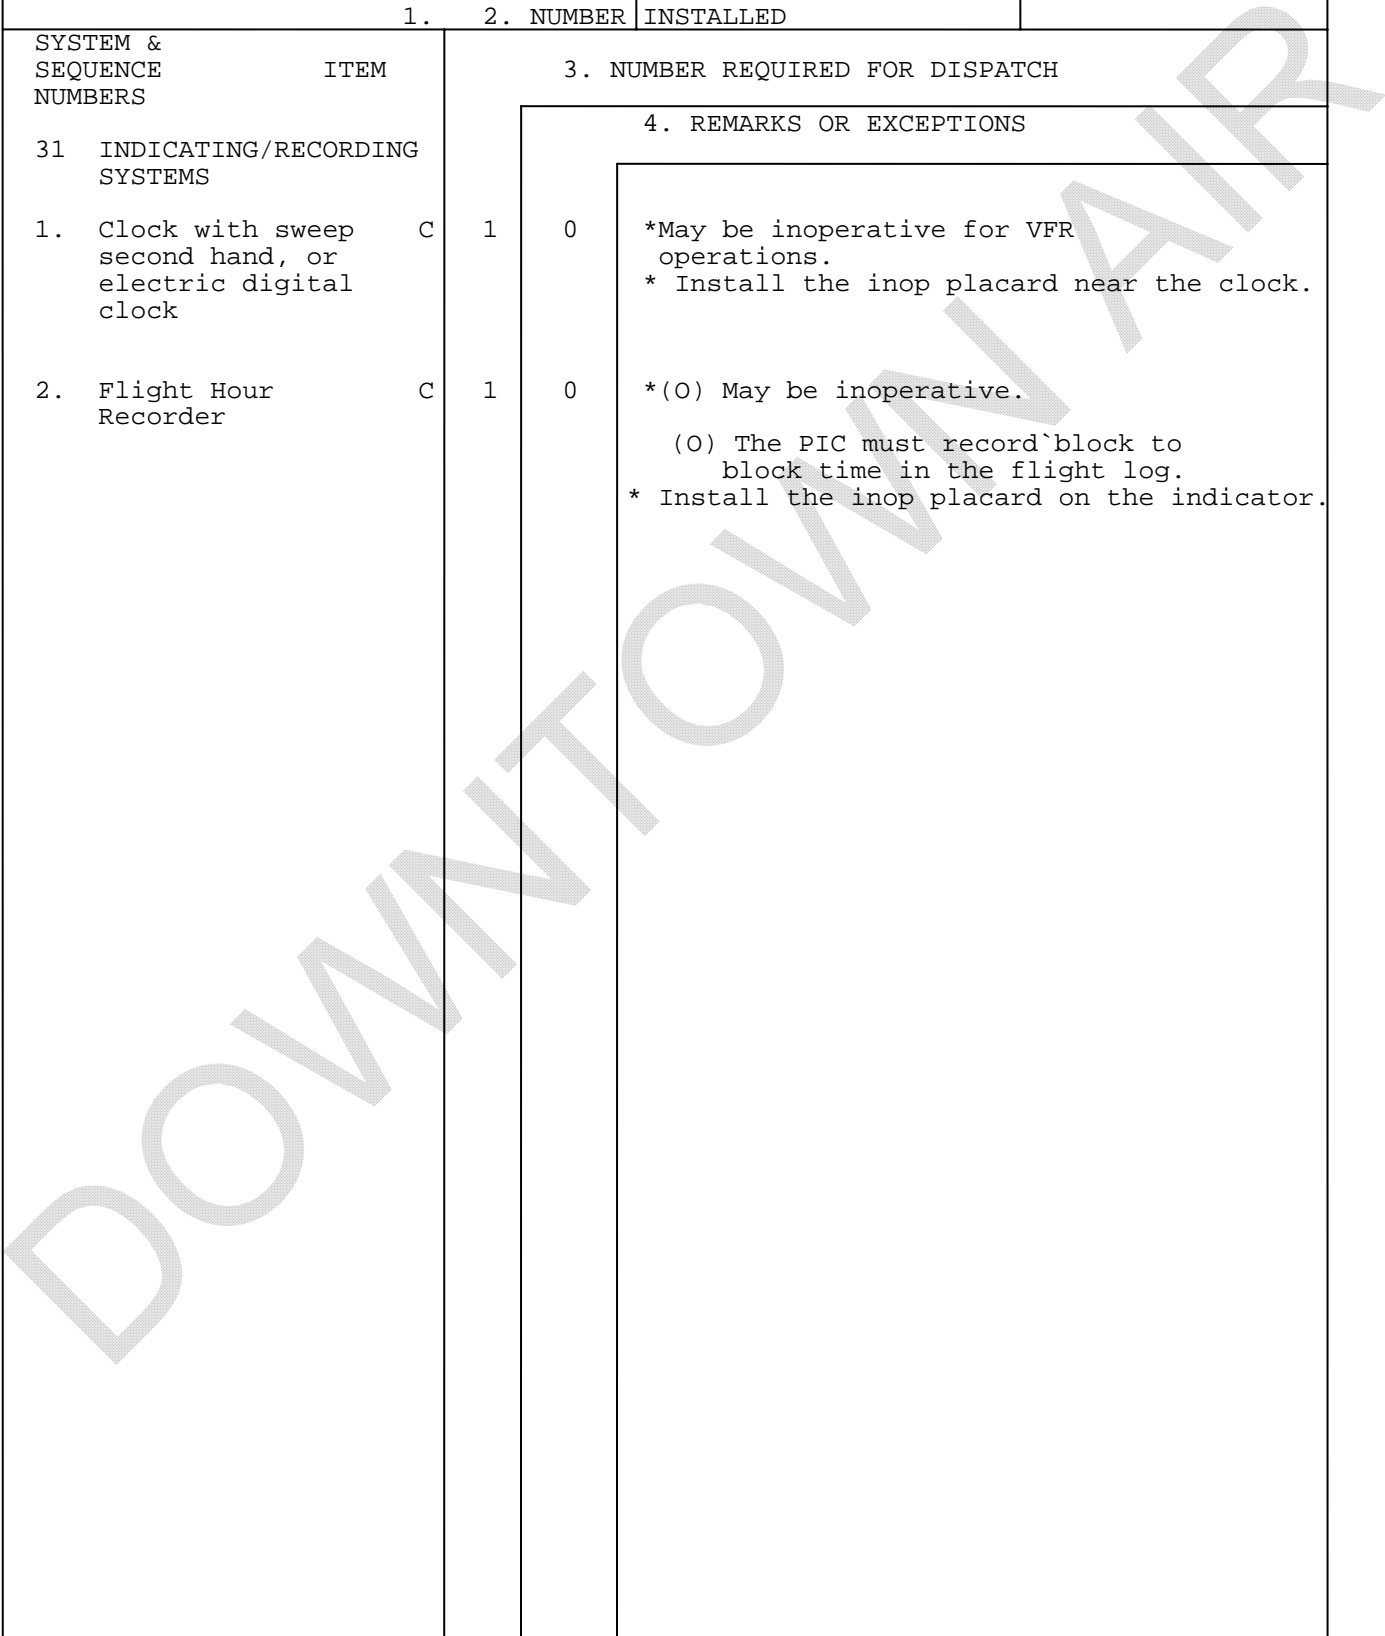 1. 2. NUMBER INSTALLED
SYSTEM &
SEQUENCE ITEM 3. NUMBER REQUIRED FOR DISPATCH
NUMBERS
4. REMARKS OR EXCEPTIONS
31 INDICATING/RECORDING
SYSTEMS
1. Clock with sweep C 1 0 *May be inoperative for VFR
second hand, or operations.
electric digital * Install the inop placard near the clock.
clock
2. Flight Hour C 1 0 *(O) May be inoperative.
Recorder
(O) The PIC must record`block to
block time in the flight log.
* Install the inop placard on the indicator.
DOWNTOWN AIR